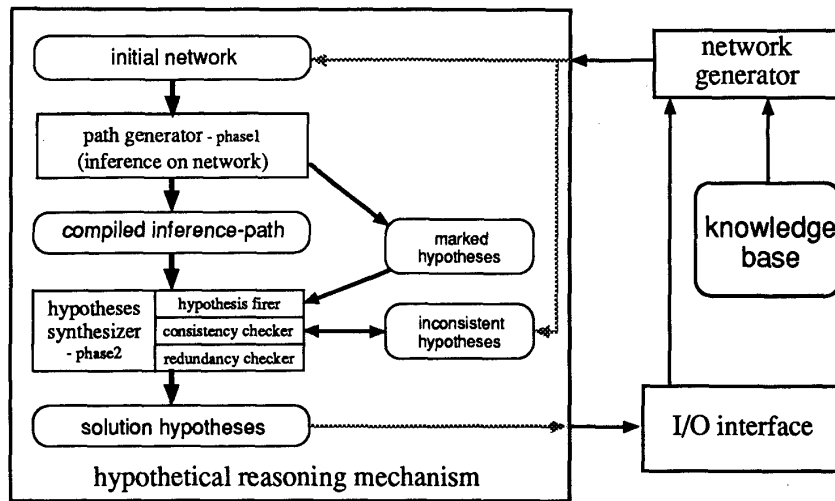 initial network
network
generator
path generator - phase1
(inference on network)
compiled inference-path
marked
hypotheses
knowledge
base
hypotheses
synthesizer
- phase2
hypothesis firer
consistency checker
redundancy checker
inconsistent
hypotheses
solution hypotheses
I/O interface
hypothetical reasoning mechanism